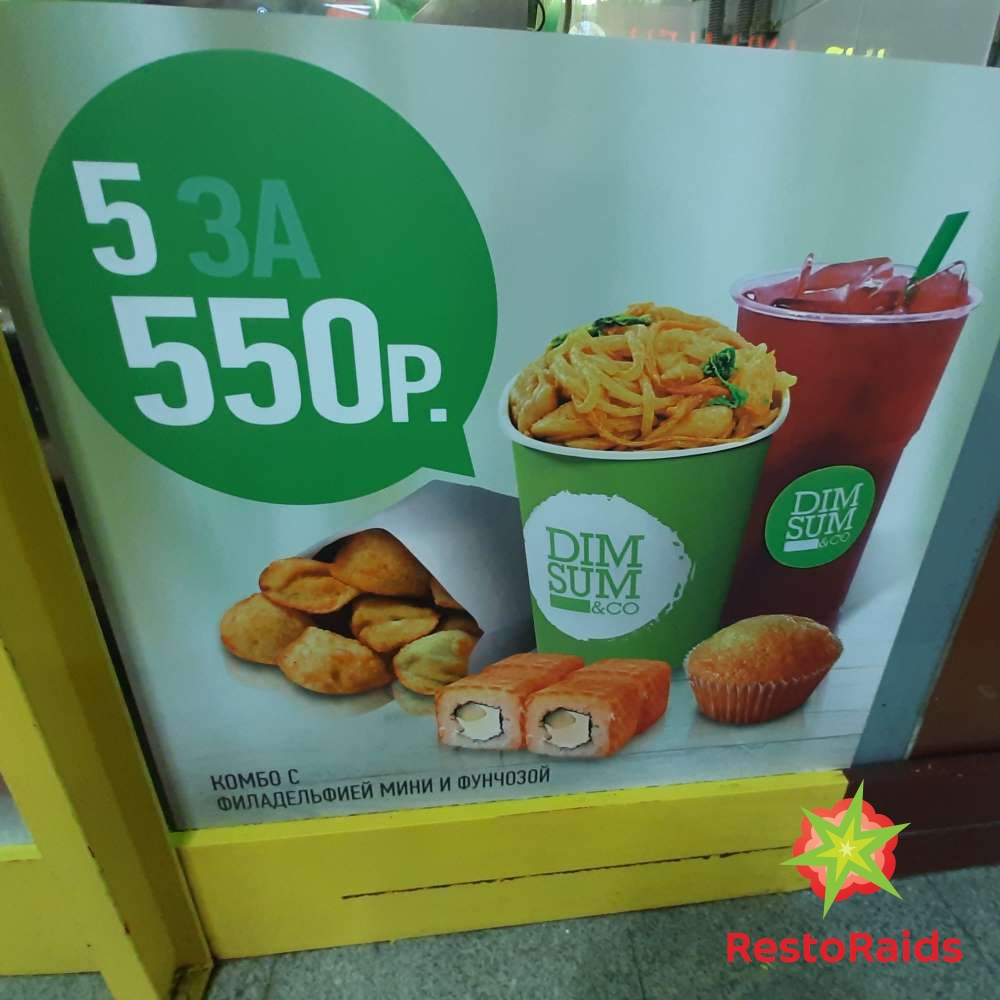 5 ЗА
550Р.
DIM
SUM
&CO
DIM
SUM
&CO
КОМБО С
ФИЛАДЕЛЬФИЕЙ МИНИ И ФУНЧОЗОЙ
RestoRaids